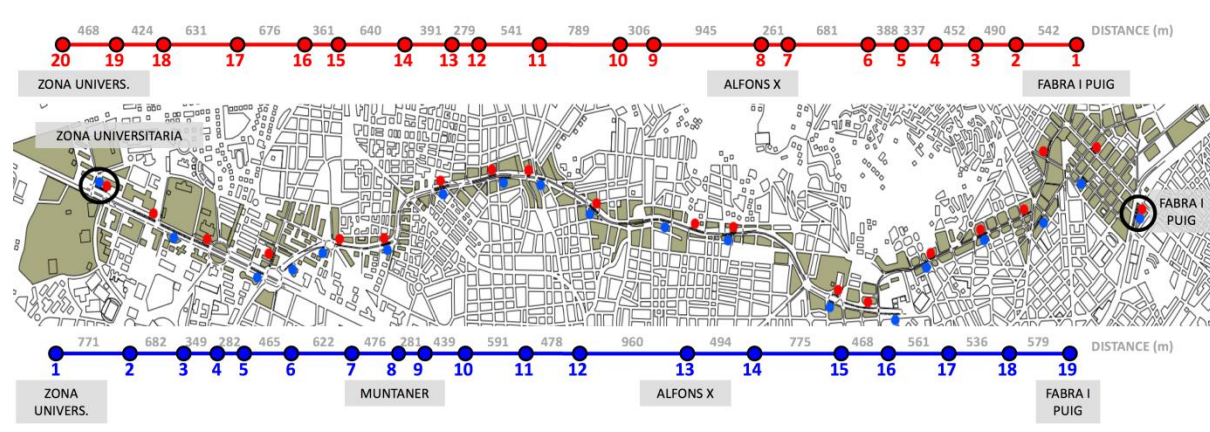 468 424 631 676 361 640 391 279 541 789 306 945 261 681 388 337 452 490 542 DISTANCE (m)
20 19 18 17 16 15 14 13 12 11 10 9 8 7 6 5 4 3 2 1
ZONA UNIVERS. ALFONS X FABRA I PUIG
ZONA UNIVERSITARIA
FABRA I
PUIG
771 682 349 282 465 622 476 281 439 591 478 960 494 775 468 561 536 579 DISTANCE (m)
1 2 3 4 5 6 7 8 9 10 11 12 13 14 15 16 17 18 19
ZONA
UNIVERS.
MUNTANER
ALFONS X
FABRA I
PUIG